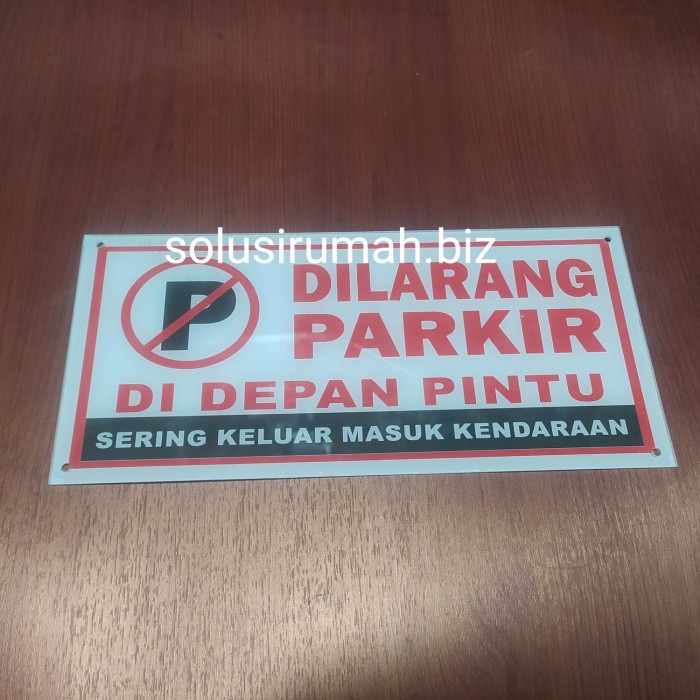 solusirumah.biz
P
DILARANG
PARKIR
DI DEPAN PINTU
SERING KELUAR MASUK KENDARAAN